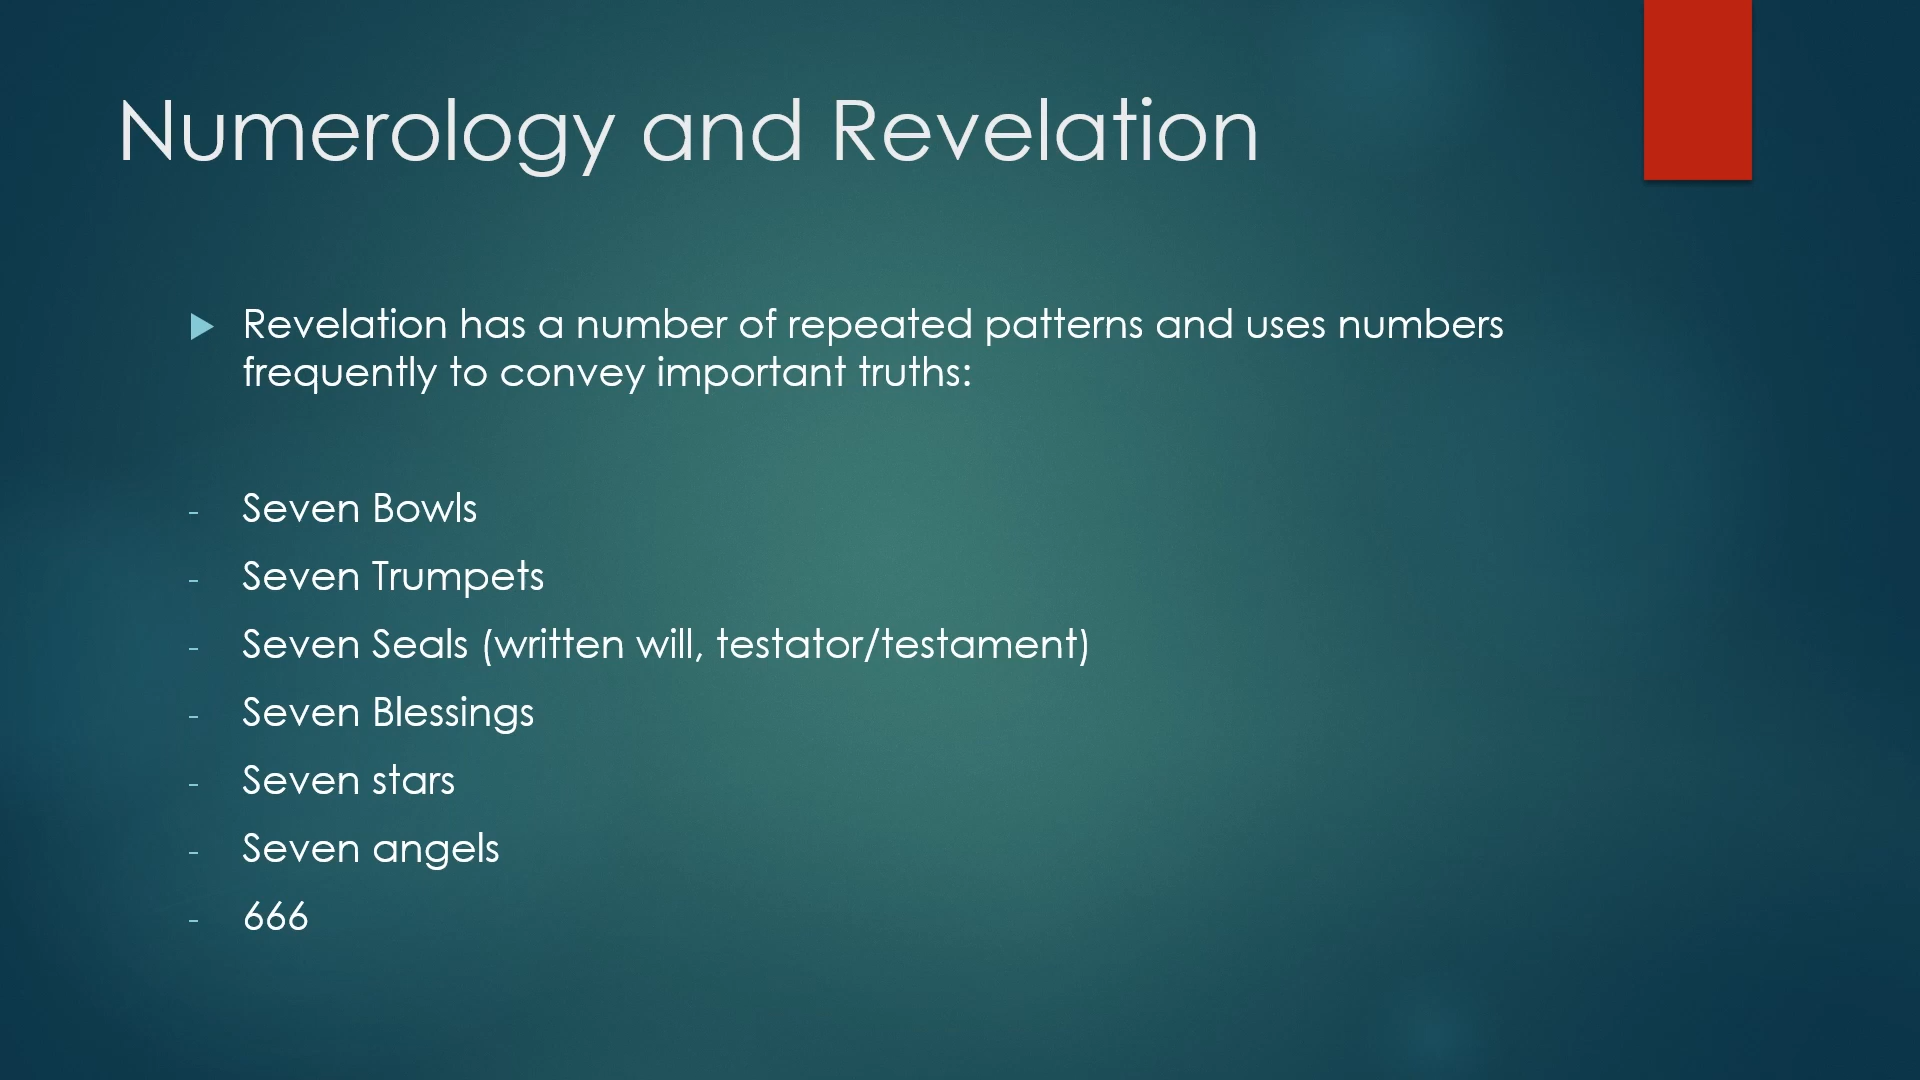 Numerology and Revelation
Revelation has a number of repeated patterns and uses numbers
frequently to convey important truths:
- Seven Bowls
- Seven Trumpets
- Seven Seals (written will, testator/testament)
- Seven Blessings
- Seven stars
- Seven angels
- 666